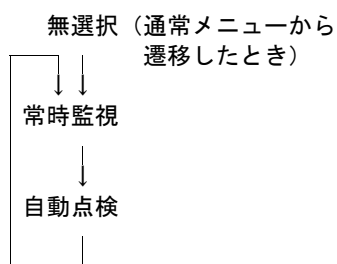 無選択（通常メニューから
遷移したとき）
常時監視
自動点検